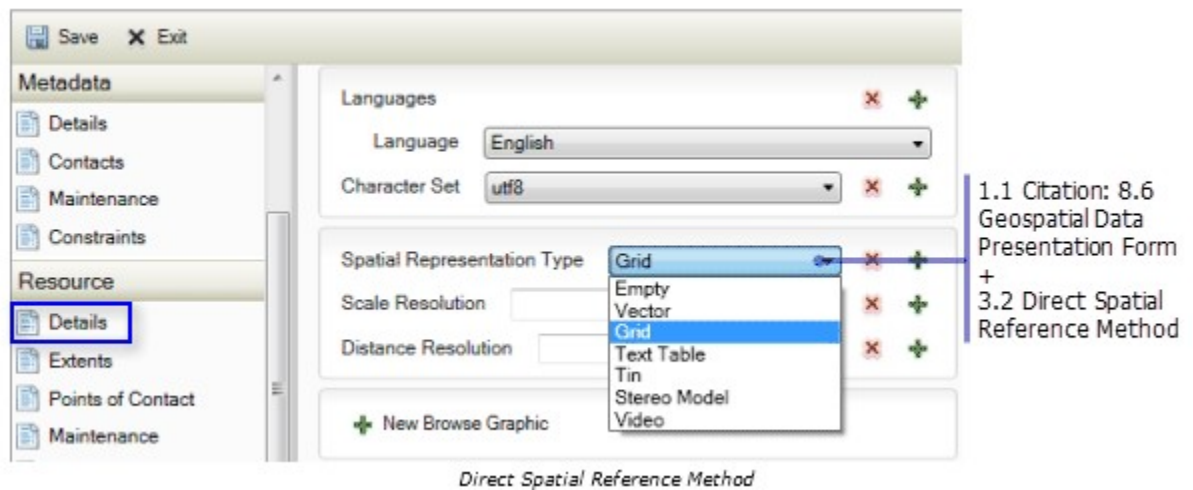 Save Exit
Metadata
Details
Contacts
Maintenance
Constraints
Resource
Details
Extents
Points of Contact
Maintenance
Languages
Language English
Character Set utf8
Spatial Representation Type Grid
Scale Resolution
Distance Resolution
Empty
Vector
Grid
Text Table
Tin
Stereo Model
Video
New Browse Graphic
1.1 Citation: 8.6
Geospatial Data
Presentation Form
+
3.2 Direct Spatial
Reference Method
Direct Spatial Reference Method